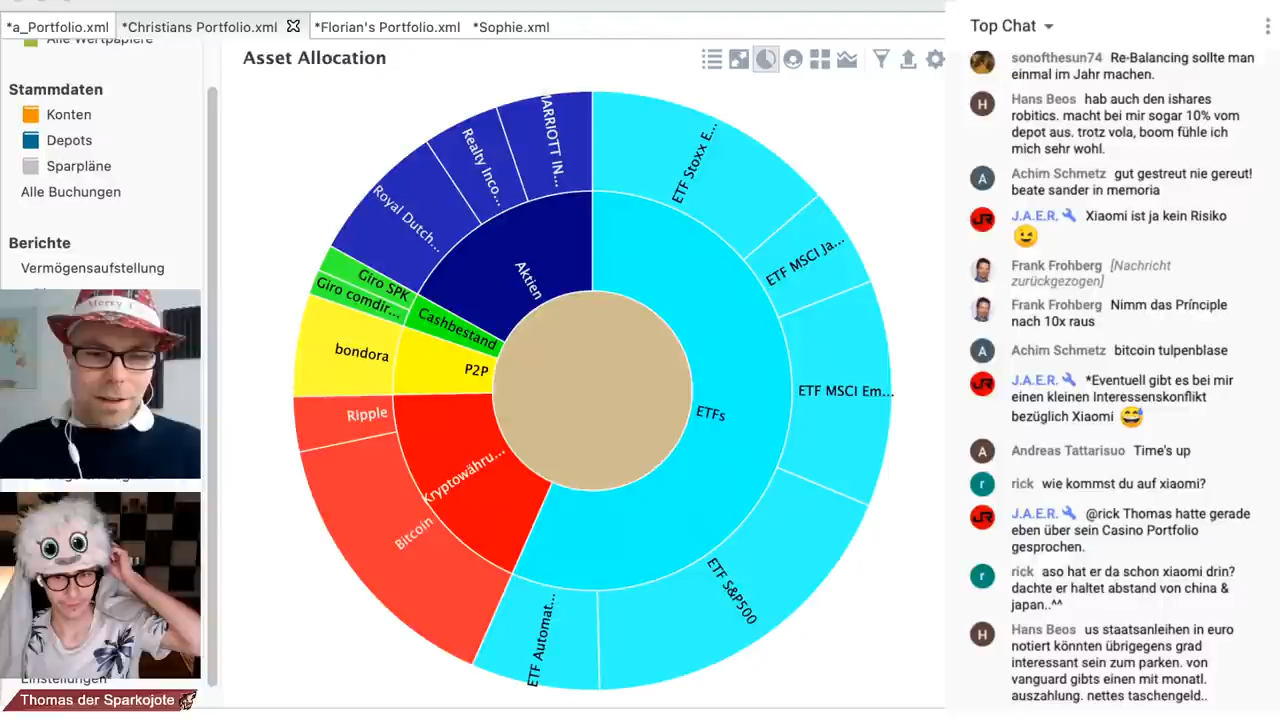 *a_Portfolio.xml
*Christians Portfolio.xml
*Florian's Portfolio.xml
*Sophie.xml
Alle Wertpapiere
Stammdaten
Konten
Depots
Sparpläne
Alle Buchungen
Berichte
Vermögensaufstellung
Einstellungen
Thomas der Sparkojote
Asset Allocation
ETF Stoxx E...
ETF MSCI Ja...
ETF MSCI Em...
ETF S&P500
ETF Automat...
ETFs
Bitcoin
Ripple
Kryptowähru...
bondora
P2P
Giro comdir...
Giro SPK
Cashbestand
Royal Dutch...
Realty Inco...
MARRIOTT IN...
Aktien
Top Chat
sonofthesun74 Re-Balancing sollte man
einmal im Jahr machen.
H
Hans Beos hab auch den ishares
robitics. macht bei mir sogar 10% vom
depot aus. trotz vola, boom fühle ich
mich sehr wohl.
A
Achim Schmetz gut gestreut nie gereut!
beate sander in memoria
JR
J.A.E.R. Xiaomi ist ja kein Risiko
Frank Frohberg [Nachricht
zurückgezogen]
Frank Frohberg Nimm das Prínciple
nach 10x raus
A
Achim Schmetz bitcoin tulpenblase
JR
J.A.E.R. *Eventuell gibt es bei mir
einen kleinen Interessenskonflikt
bezüglich Xiaomi
A
Andreas Tattarisuo Time's up
r
rick wie kommst du auf xiaomi?
JR
J.A.E.R. @rick Thomas hatte gerade
eben über sein Casino Portfolio
gesprochen.
r
rick aso hat er da schon xiaomi drin?
dachte er haltet abstand von china &
japan..^^
H
Hans Beos us staatsanleihen in euro
notiert könnten übrigens grad
interessant sein zum parken. von
vanguard gibts einen mit monatl.
auszahlung. nettes taschengeld..